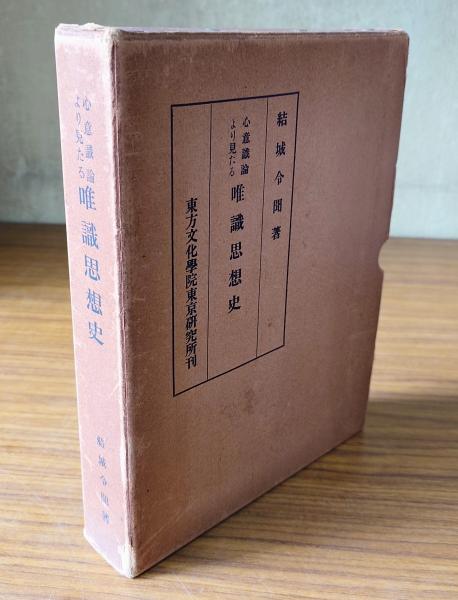 結城令聞著
心意識論
より見たる
唯識思想史
東方文化學院東京研究所刊
心意識論
より見たる
唯識思想史
結城令聞著